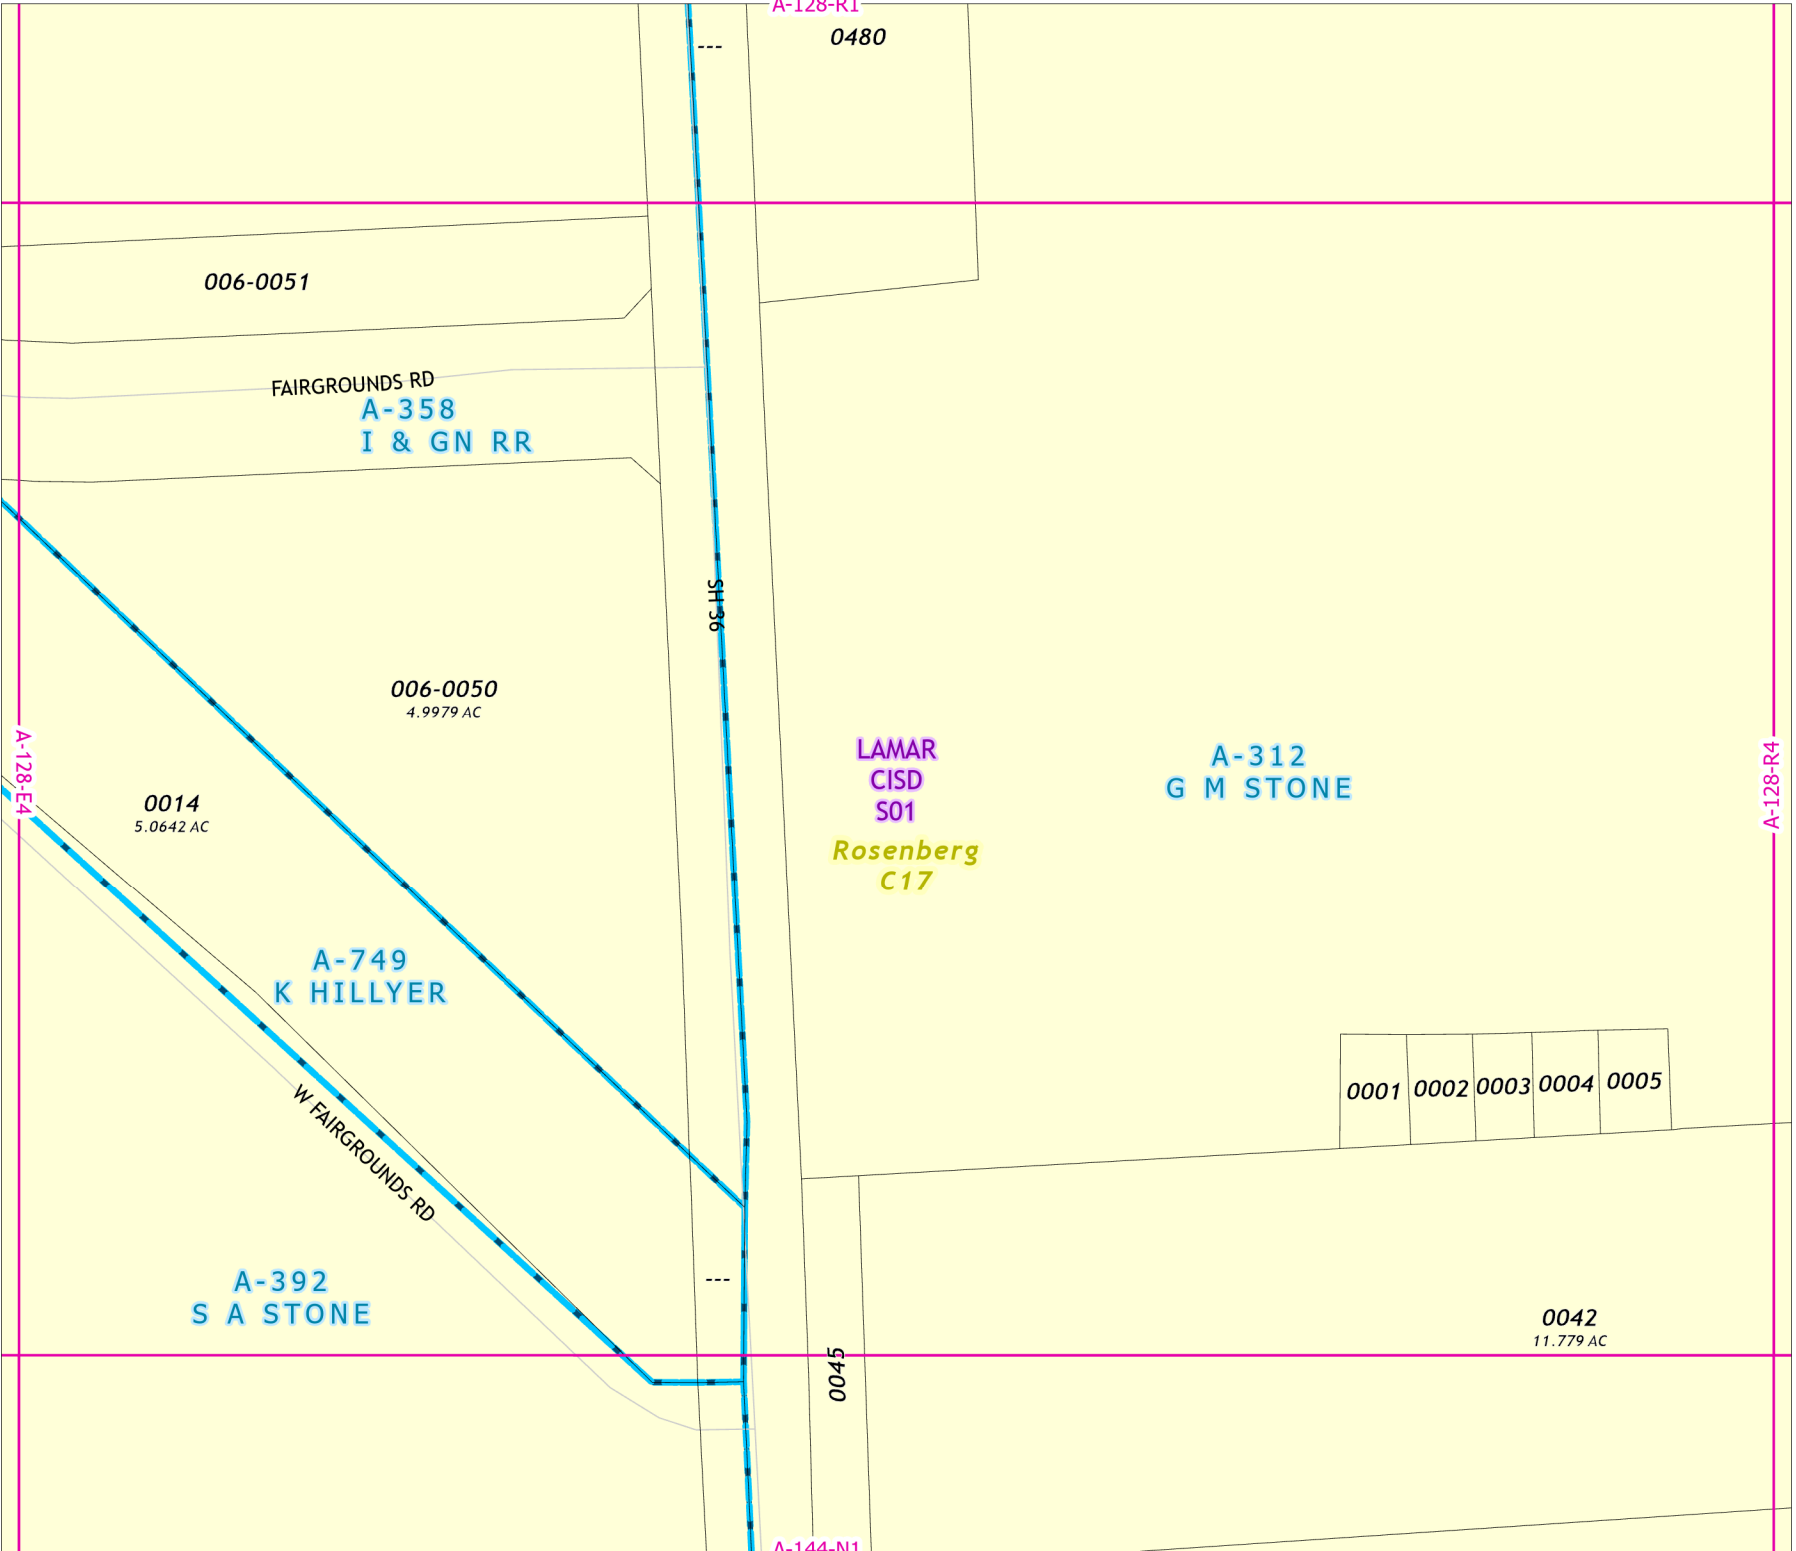 A-128-R1
---
0480
006-0051
FAIRGROUNDS RD
A-358
I & GN RR
SH 36
006-0050
4.9979 AC
A-128-E4
0014
5.0642 AC
LAMAR
CISD
S01
Rosenberg
C17
A-312
G M STONE
A-128-R4
A-749
K HILLYER
0001
0002
0003
0004
0005
W FAIRGROUNDS RD
A-392
S A STONE
---
0045
0042
11.779 AC
A-144-N1